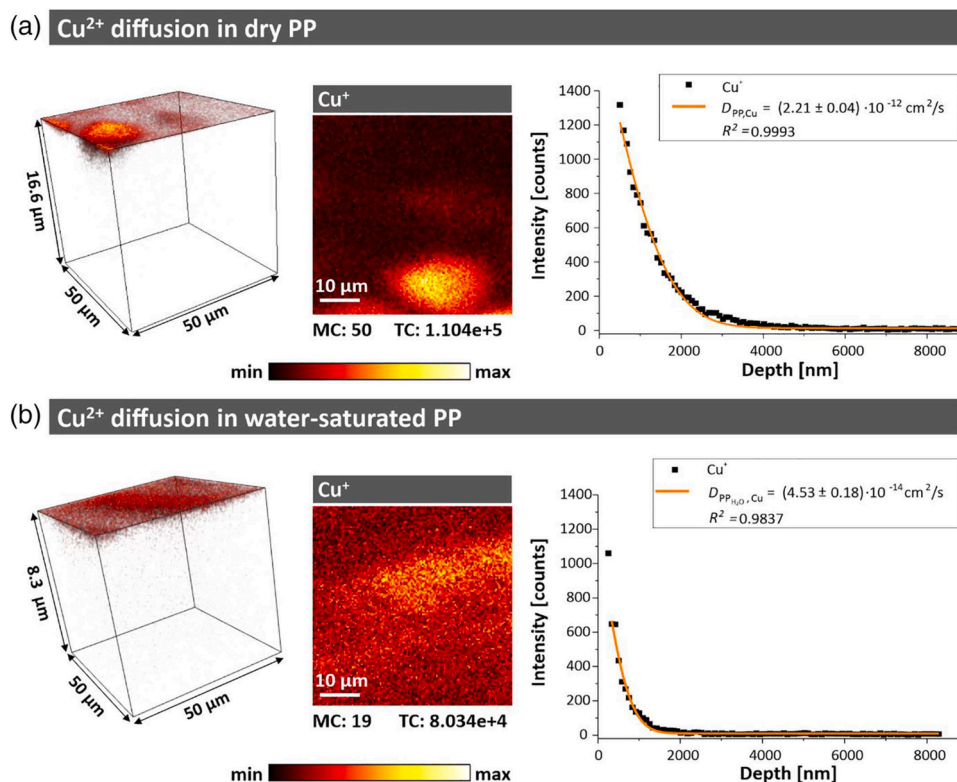 (a) Cu²⁺ diffusion in dry PP
16.6 µm
50 µm
50 µm
Cu⁺
10 µm
MC: 50 TC: 1.104e+5
min max
Cu⁺
D_PP,Cu = (2.21 ± 0.04) ·10 ⁻¹² cm²/s
R² =0.9993
Intensity [counts]
1400
1200
1000
800
600
400
200
0
0 2000 4000 6000 8000
Depth [nm]
(b) Cu²⁺ diffusion in water-saturated PP
8.3 µm
50 µm
50 µm
Cu⁺
10 µm
MC: 19 TC: 8.034e+4
min max
Cu⁺
D_PP_H₂O, Cu = (4.53 ± 0.18) ·10 ⁻¹⁴ cm²/s
R² =0.9837
Intensity [counts]
1400
1200
1000
800
600
400
200
0
0 2000 4000 6000 8000
Depth [nm]